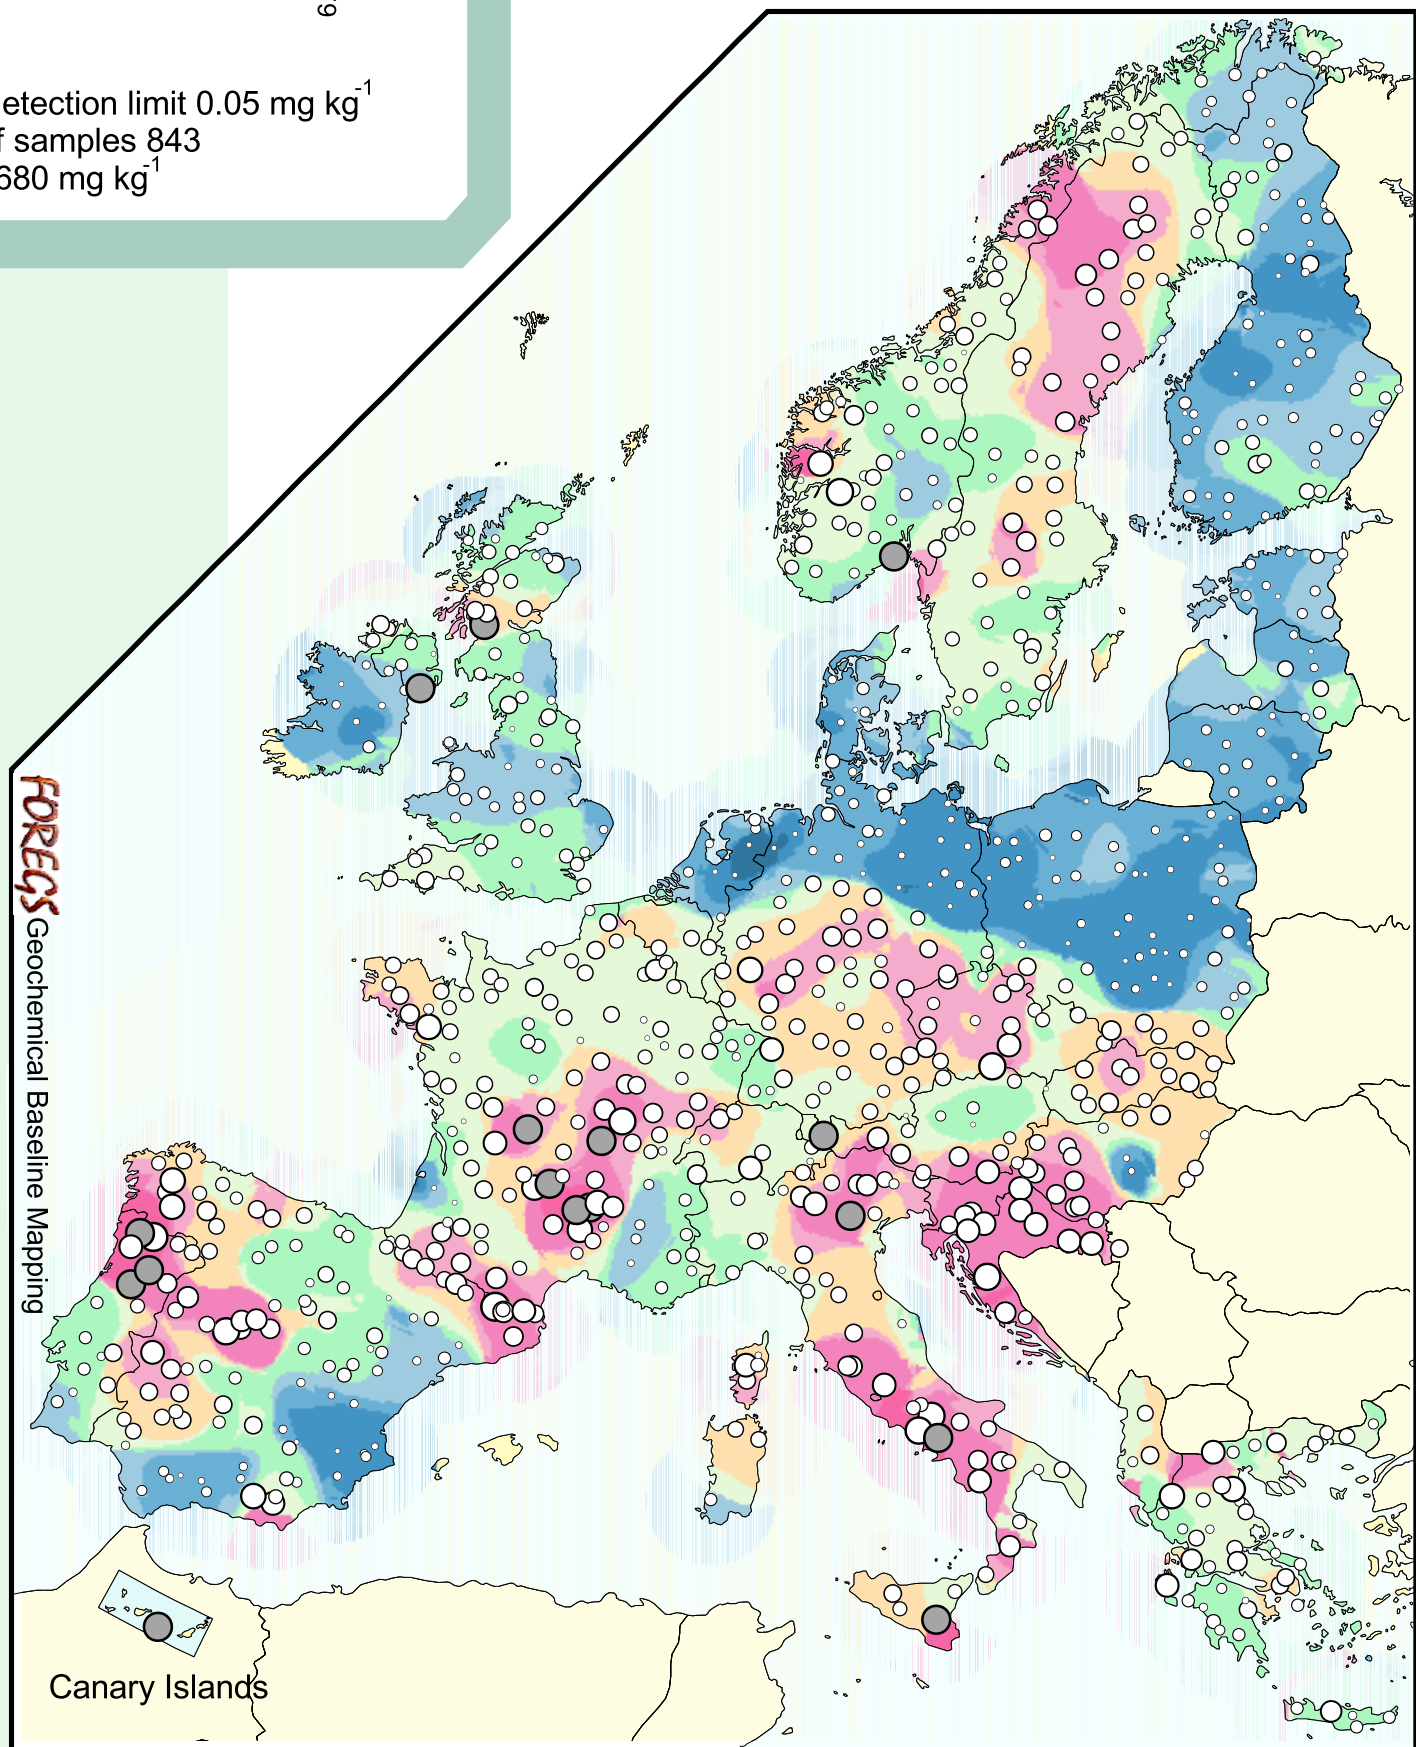 etection limit 0.05 mg kg-1
f samples 843
680 mg kg-1
FOREGS Geochemical Baseline Mapping
Canary Islands